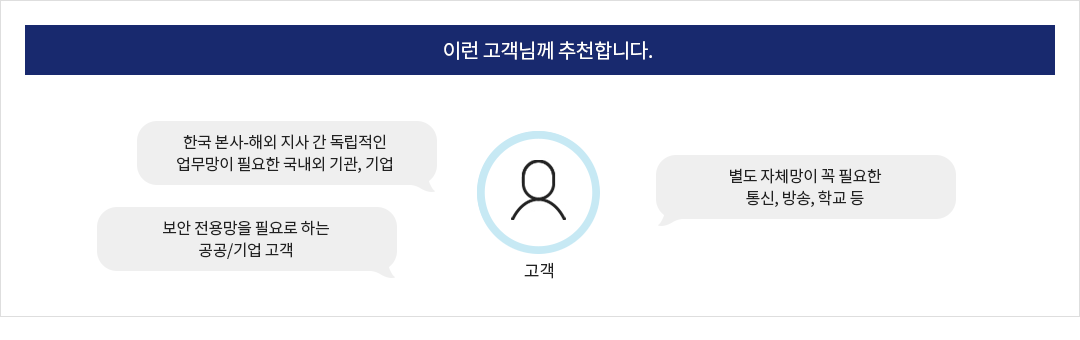 이런 고객님께 추천합니다.
한국 본사-해외 지사 간 독립적인
업무망이 필요한 국내외 기관, 기업
보안 전용망을 필요로 하는
공공/기업 고객
고객
별도 자체망이 꼭 필요한
통신, 방송, 학교 등